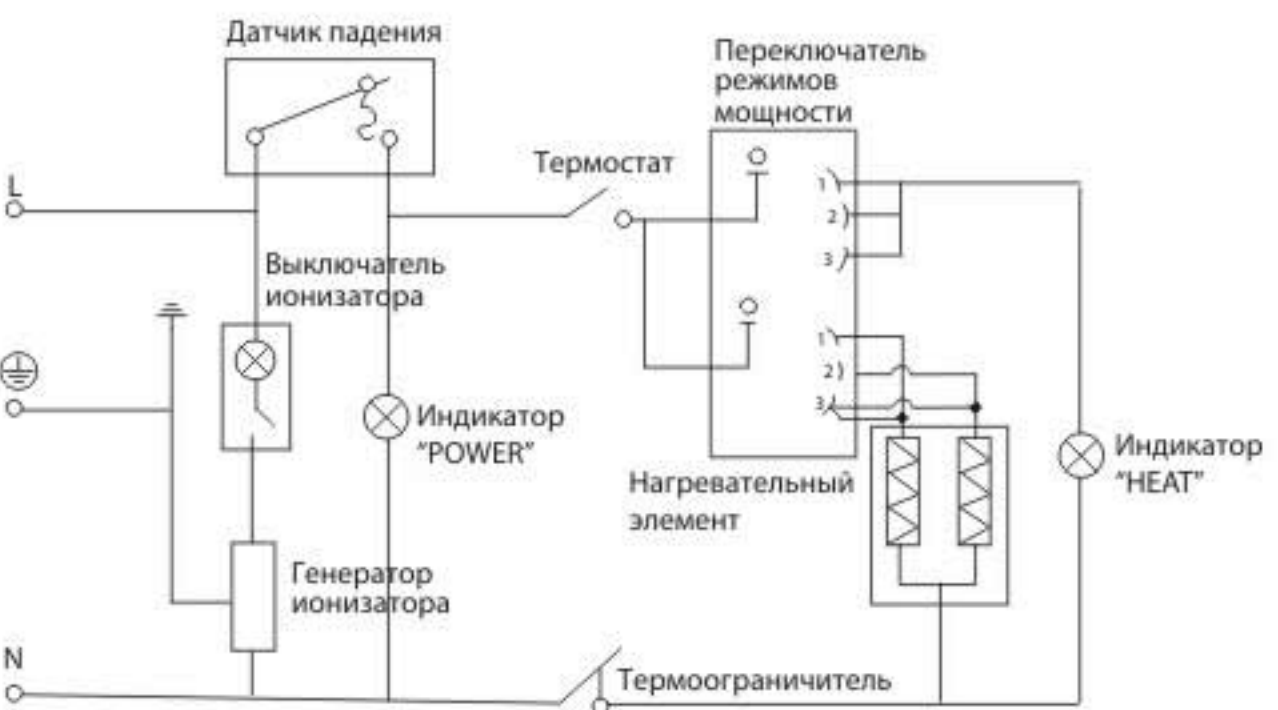 Датчик падения
Переключатель
режимов
мощности
Термостат
L
1
2
3
Выключатель
ионизатора
1
2
3
Индикатор
“POWER”
Индикатор
“HEAT”
Нагревательный
элемент
Генератор
ионизатора
N
Термоограничитель